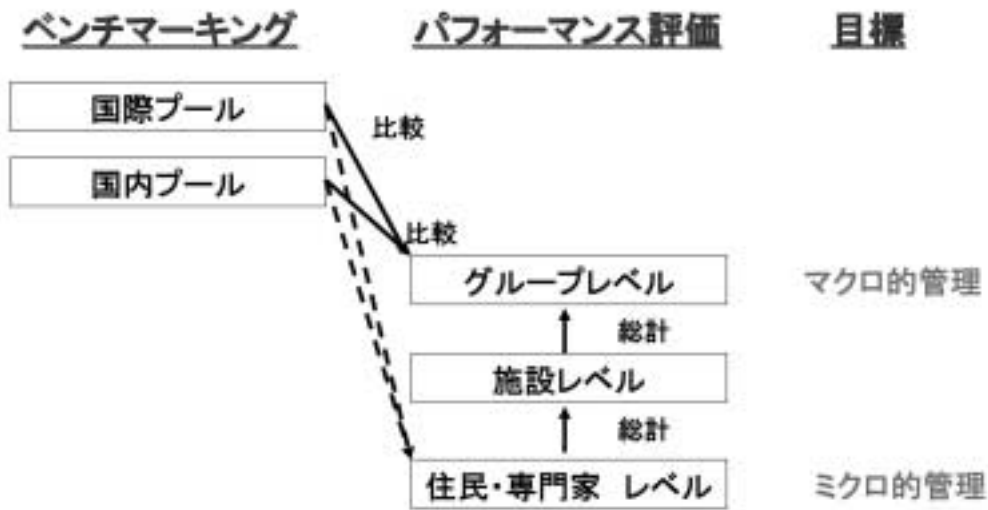 ベンチマーキング パフォーマンス評価 目標
国際プール
比較
国内プール
比較
グループレベル マクロ的管理
総計
施設レベル
総計
住民・専門家 レベル ミクロ的管理